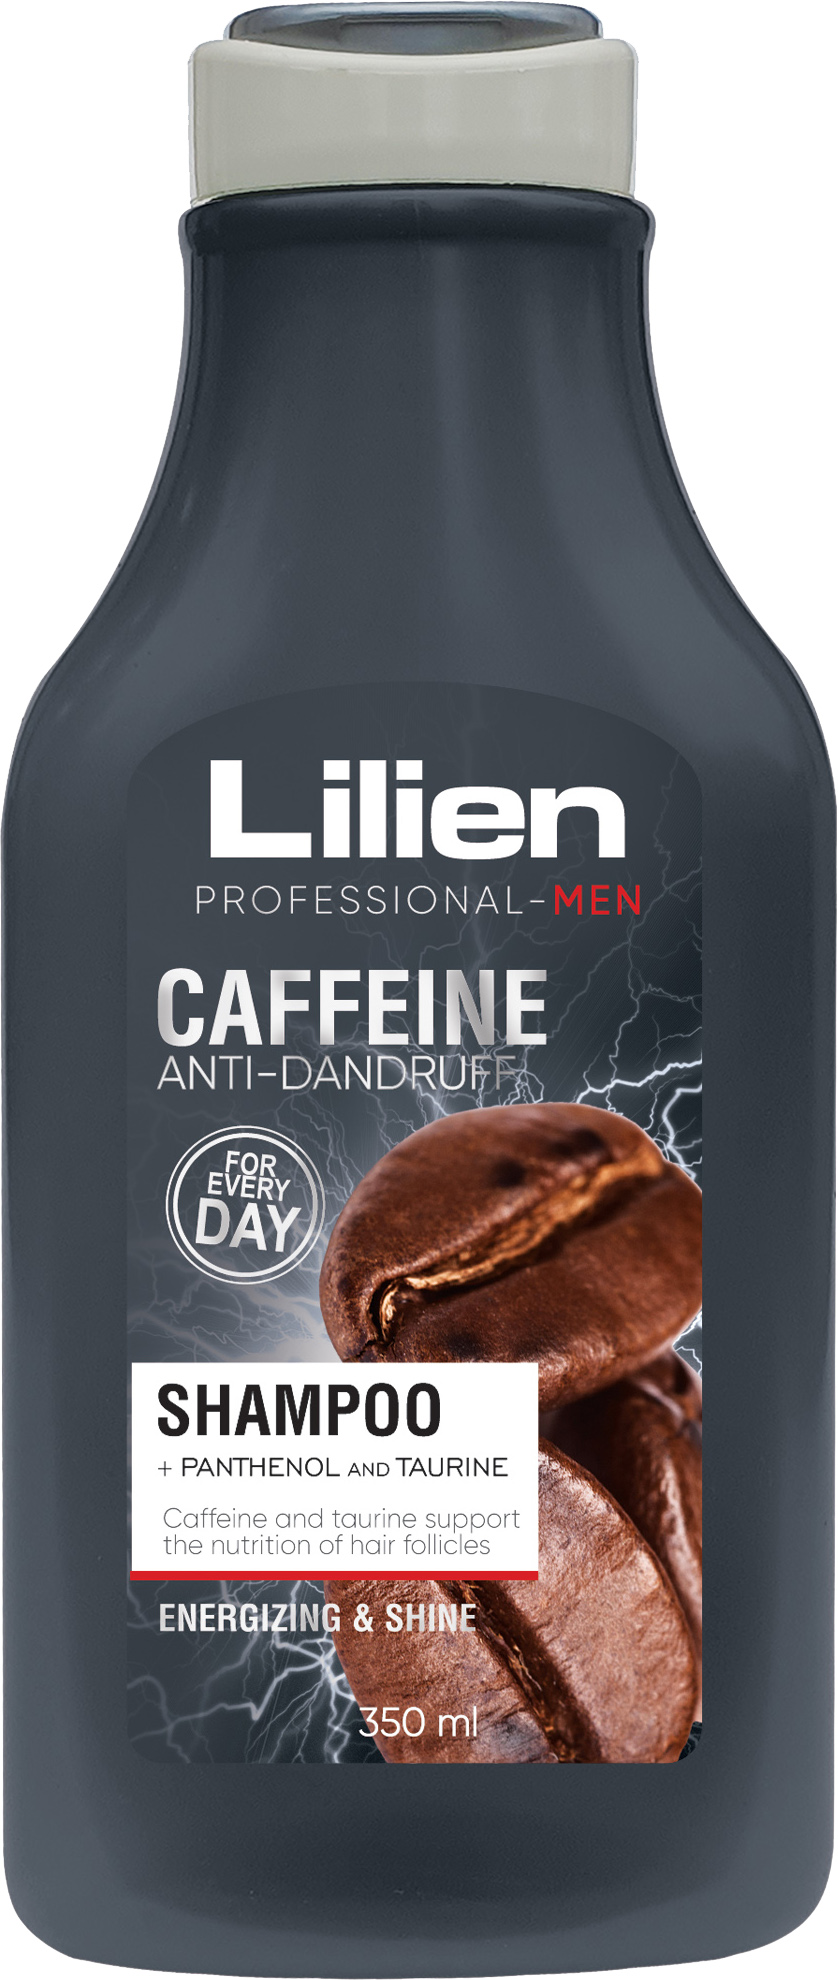 Lilien
PROFESSIONAL-MEN
CAFFEINE
ANTI-DANDRUFF
FOR
EVERY
DAY
SHAMPOO
+ PANTHENOL AND TAURINE
Caffeine and taurine support
the nutrition of hair follicles
ENERGIZING & SHINE
350 ml